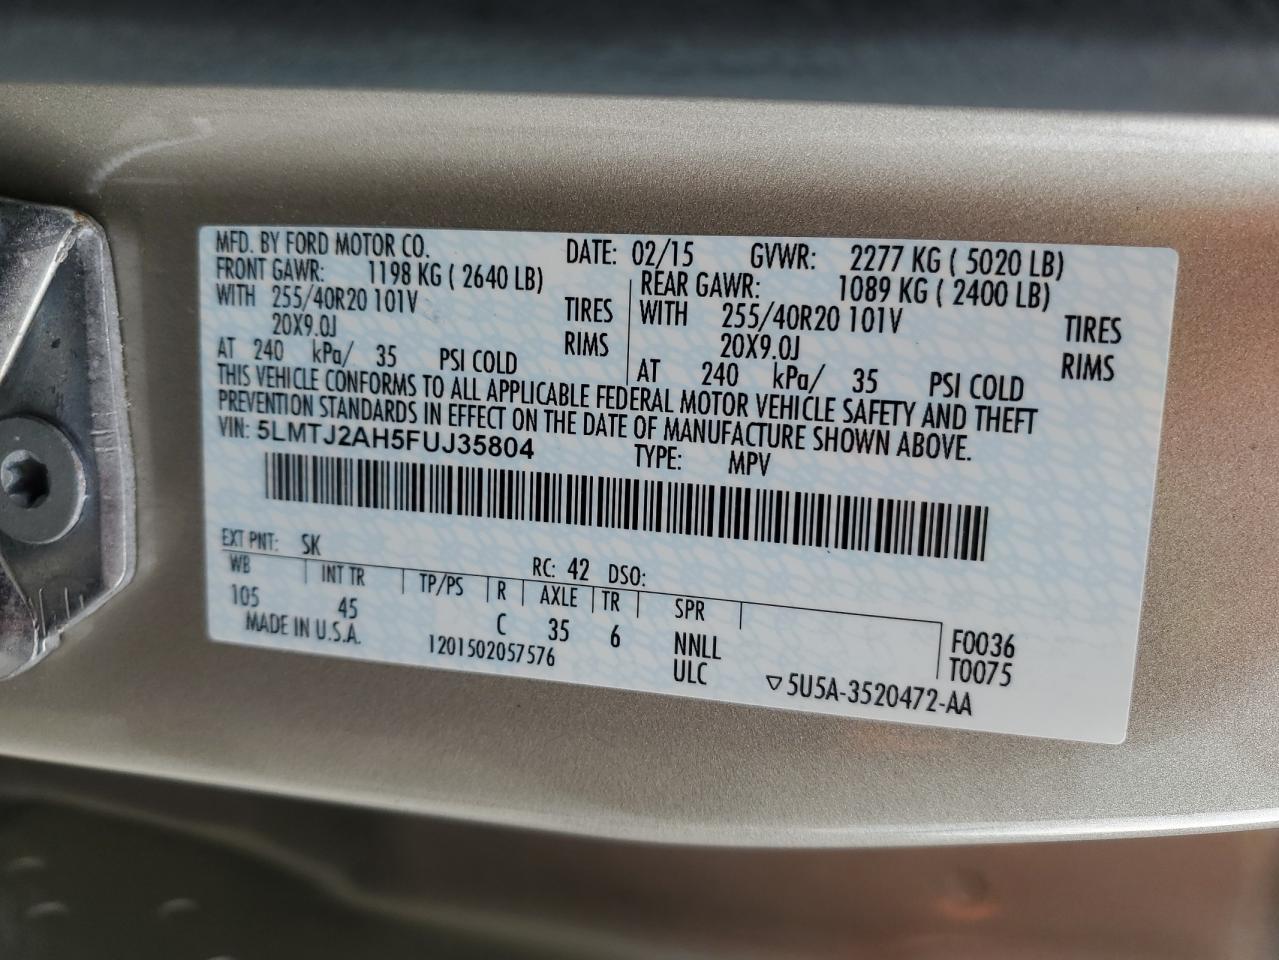 MFD. BY FORD MOTOR CO. DATE: 02/15 GVWR: 2277 KG ( 5020 LB)
FRONT GAWR: 1198 KG ( 2640 LB) REAR GAWR: 1089 KG ( 2400 LB)
WITH 255/40R20 101V TIRES WITH 255/40R20 101V TIRES
20X9.0J RIMS 20X9.0J RIMS
AT 240 kPa/ 35 PSI COLD AT 240 kPa/ 35 PSI COLD
THIS VEHICLE CONFORMS TO ALL APPLICABLE FEDERAL MOTOR VEHICLE SAFETY AND THEFT
PREVENTION STANDARDS IN EFFECT ON THE DATE OF MANUFACTURE SHOWN ABOVE.
VIN: 5LMTJ2AH5FUJ35804 TYPE: MPV
EXT PNT: SK RC: 42 DSO:
WB INT TR TP/PS R AXLE TR SPR
105 45 C 35 6 NNLL F0036
MADE IN U.S.A. 1201502057576 ULC T0075
▽5U5A-3520472-AA